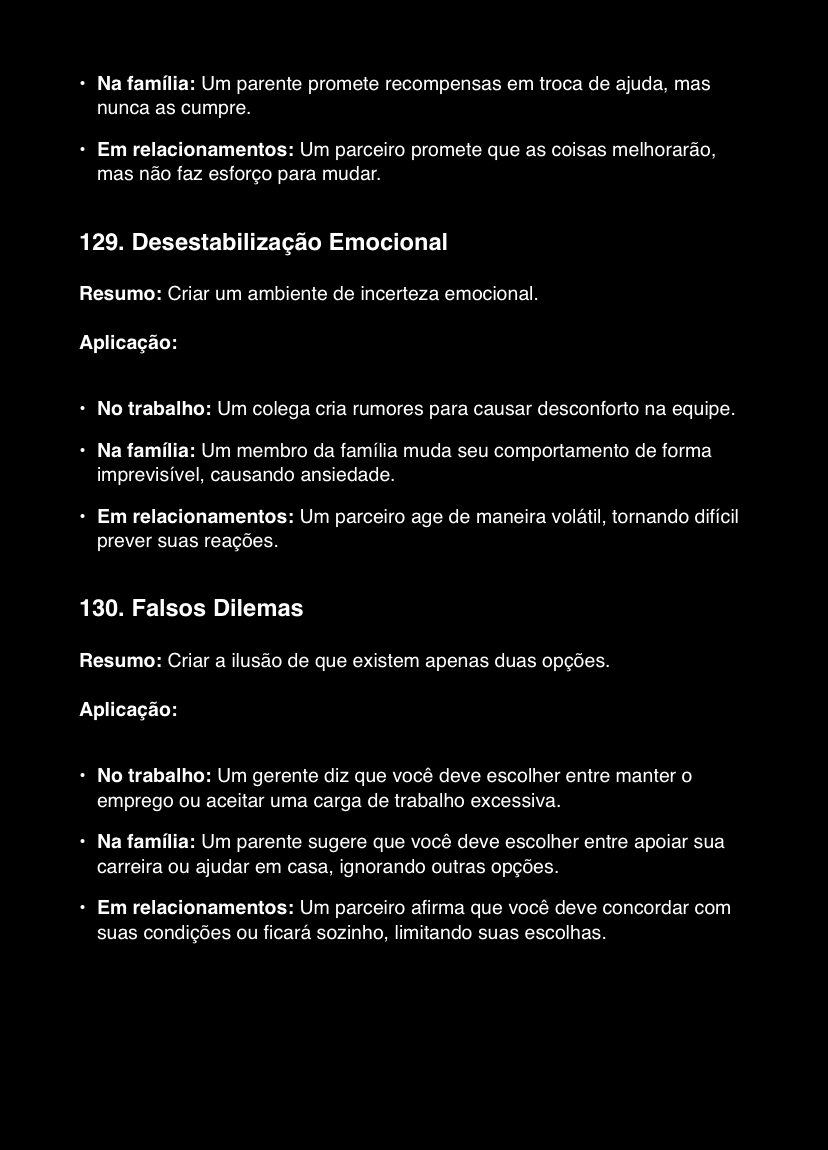 • Na família: Um parente promete recompensas em troca de ajuda, mas
nunca as cumpre.
• Em relacionamentos: Um parceiro promete que as coisas melhorarão,
mas não faz esforço para mudar.
129. Desestabilização Emocional
Resumo: Criar um ambiente de incerteza emocional.
Aplicação:
• No trabalho: Um colega cria rumores para causar desconforto na equipe.
• Na família: Um membro da família muda seu comportamento de forma
imprevisível, causando ansiedade.
• Em relacionamentos: Um parceiro age de maneira volátil, tornando difícil
prever suas reações.
130. Falsos Dilemas
Resumo: Criar a ilusão de que existem apenas duas opções.
Aplicação:
• No trabalho: Um gerente diz que você deve escolher entre manter o
emprego ou aceitar uma carga de trabalho excessiva.
• Na família: Um parente sugere que você deve escolher entre apoiar sua
carreira ou ajudar em casa, ignorando outras opções.
• Em relacionamentos: Um parceiro afirma que você deve concordar com
suas condições ou ficará sozinho, limitando suas escolhas.